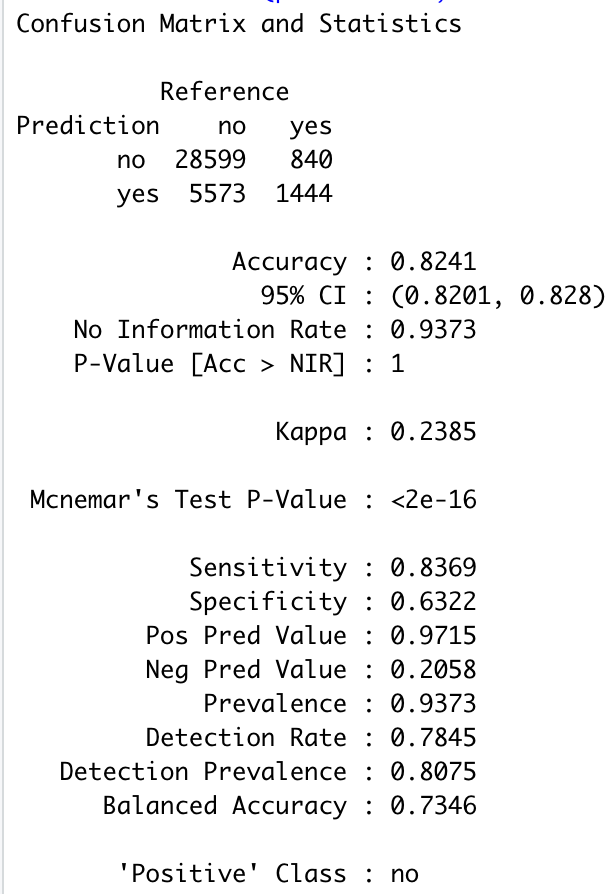 Confusion Matrix and Statistics
Reference
Prediction no yes
no 28599 840
yes 5573 1444
Accuracy : 0.8241
95% CI : (0.8201, 0.828)
No Information Rate : 0.9373
P-Value [Acc > NIR] : 1
Kappa : 0.2385
Mcnemar's Test P-Value : <2e-16
Sensitivity : 0.8369
Specificity : 0.6322
Pos Pred Value : 0.9715
Neg Pred Value : 0.2058
Prevalence : 0.9373
Detection Rate : 0.7845
Detection Prevalence : 0.8075
Balanced Accuracy : 0.7346
'Positive' Class : no